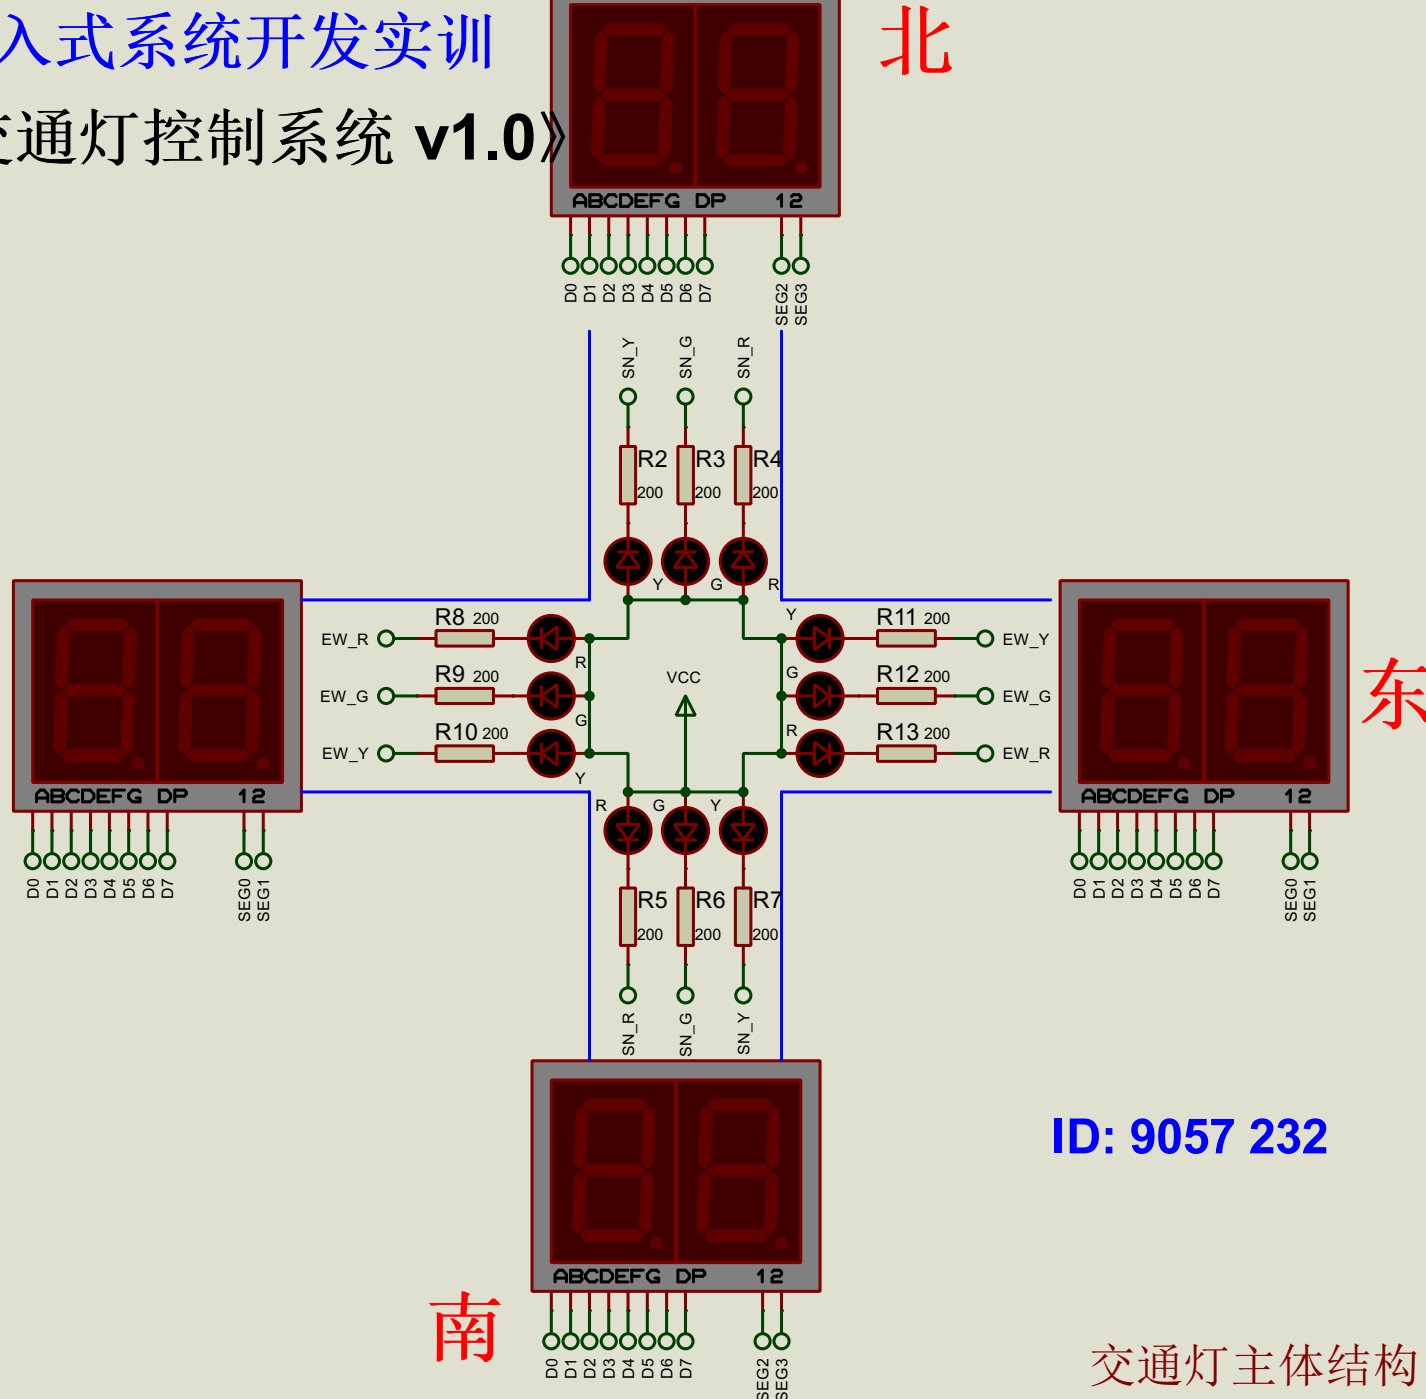 入式系统开发实训
北
交通灯控制系统 v1.0》
ABCDEFG DP 12
D0 D1 D2 D3 D4 D5 D6 D7 SEG2 SEG3
SN_Y SN_G SN_R
R2 R3 R4
200 200 200
Y G R
R8 200
EW_R
R
R9 200
EW_G
G
R10 200
EW_Y
Y
VCC
Y
R11 200
EW_Y
G
R12 200
EW_G
R
R13 200
EW_R
东
ABCDEFG DP 12
D0 D1 D2 D3 D4 D5 D6 D7 SEG0 SEG1
ABCDEFG DP 12
D0 D1 D2 D3 D4 D5 D6 D7 SEG0 SEG1
R G Y
R5 R6 R7
200 200 200
SN_R SN_G SN_Y
ABCDEFG DP 12
D0 D1 D2 D3 D4 D5 D6 D7 SEG2 SEG3
ID: 9057 232
南
交通灯主体结构